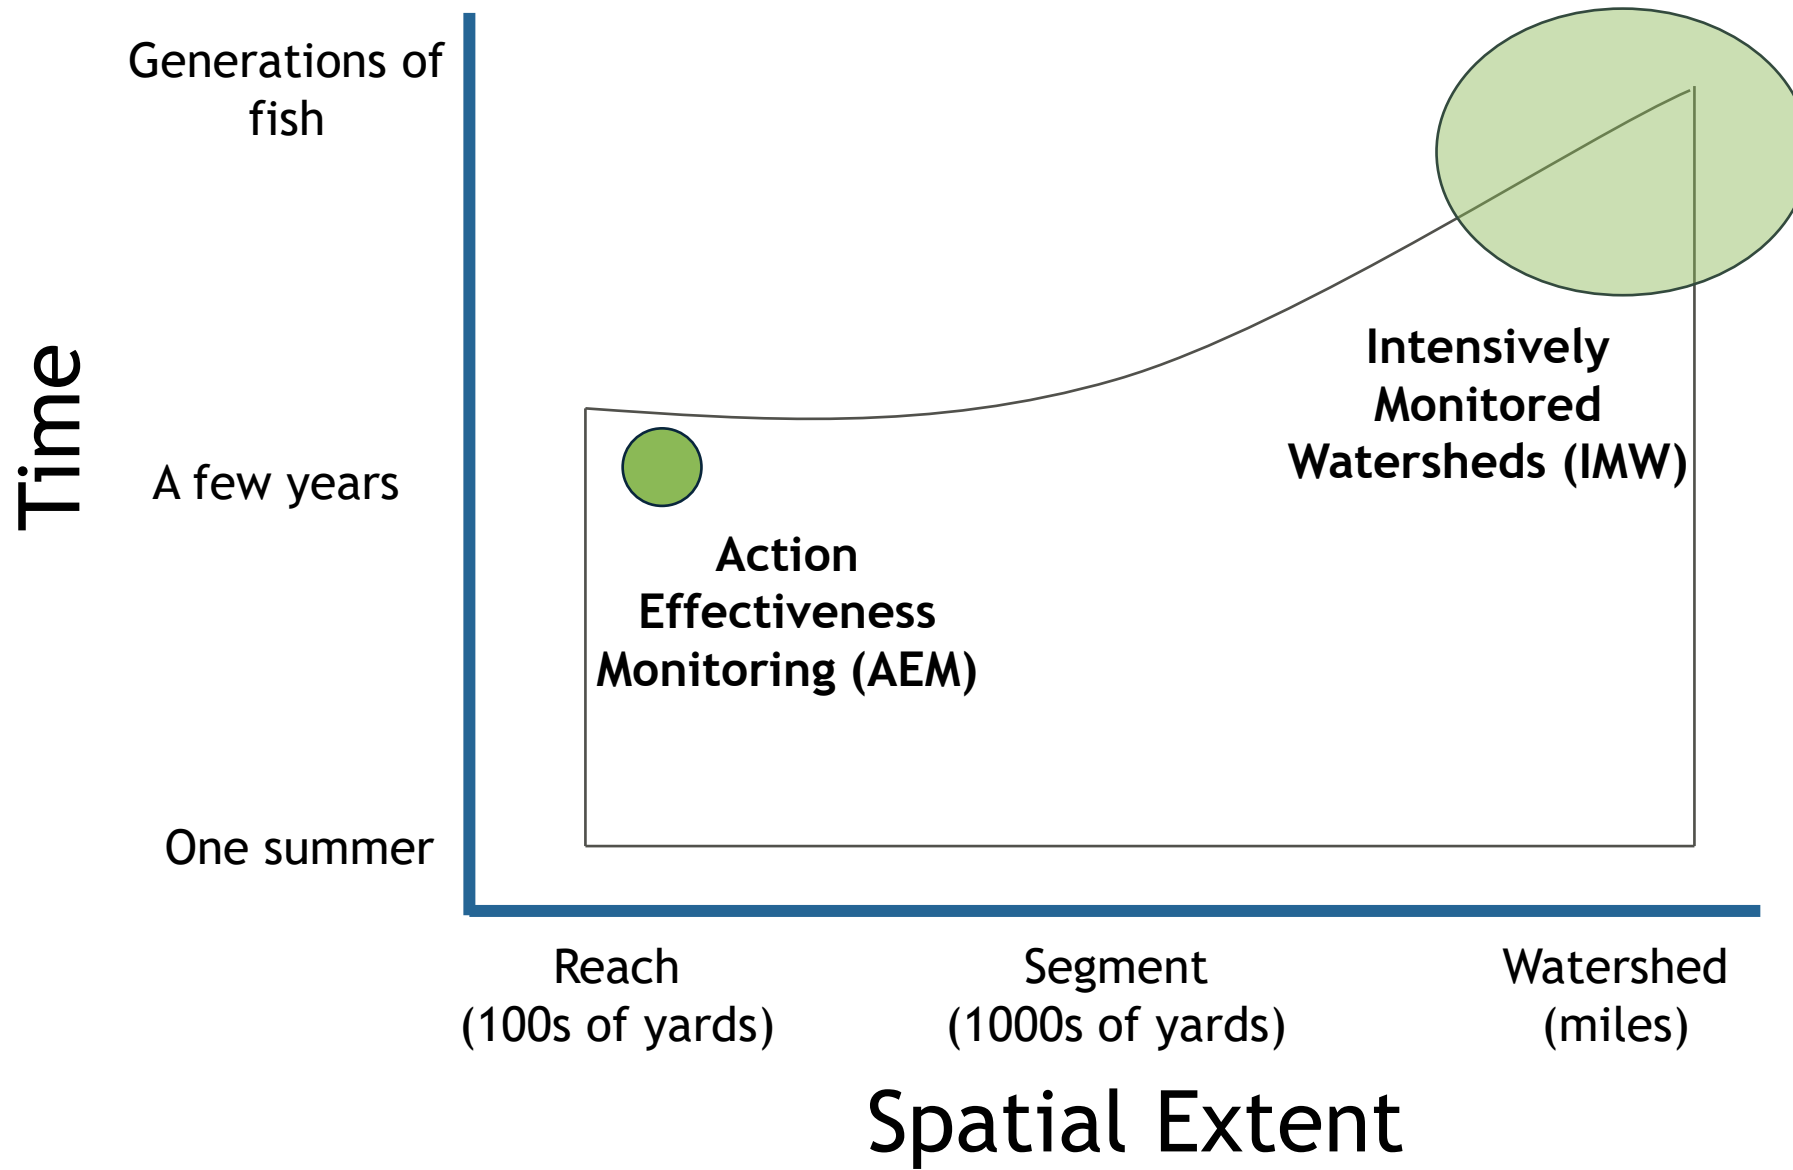 Generations of
fish
Time
A few years
One summer
Intensively
Monitored
Watersheds (IMW)
Action
Effectiveness
Monitoring (AEM)
Reach
(100s of yards)
Segment
(1000s of yards)
Watershed
(miles)
Spatial Extent